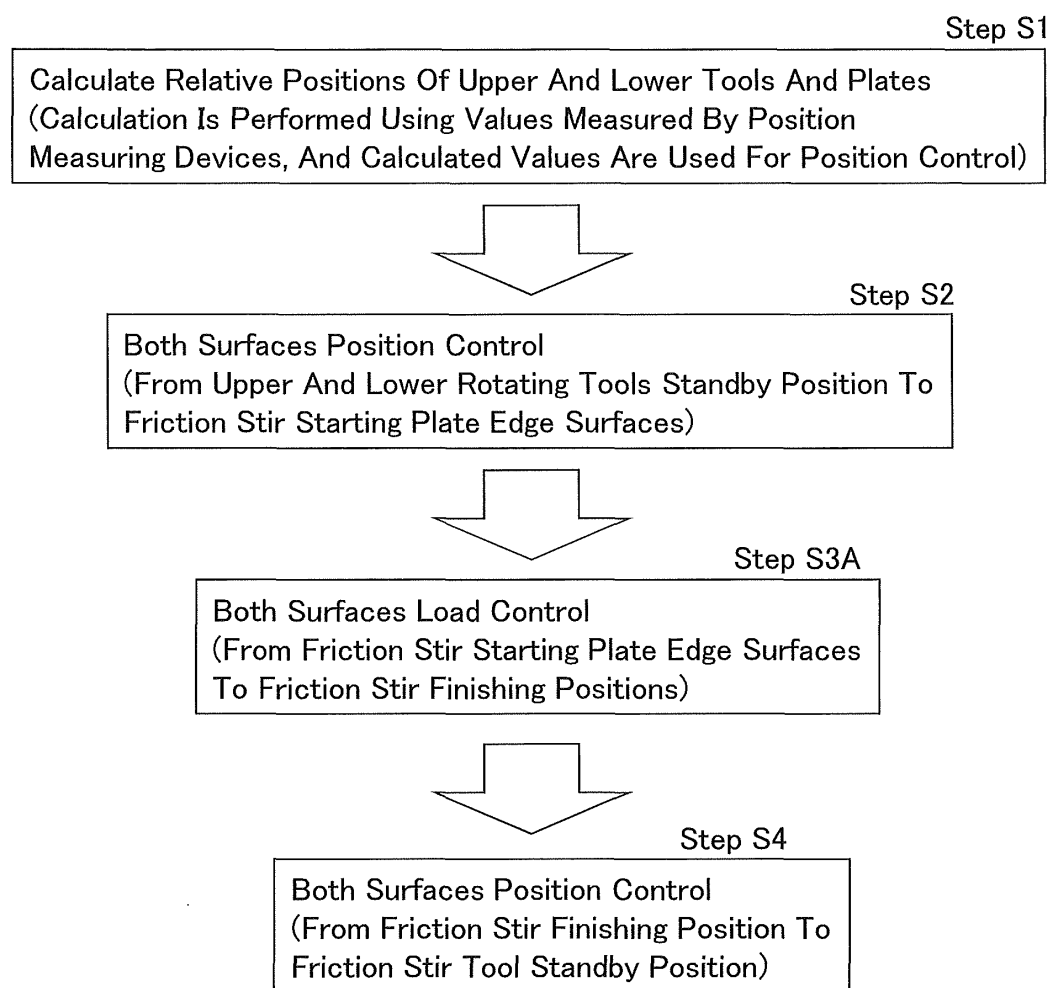 Step S1
Calculate Relative Positions Of Upper And Lower Tools And Plates
(Calculation Is Performed Using Values Measured By Position
Measuring Devices, And Calculated Values Are Used For Position Control)
Step S2
Both Surfaces Position Control
(From Upper And Lower Rotating Tools Standby Position To
Friction Stir Starting Plate Edge Surfaces)
Step S3A
Both Surfaces Load Control
(From Friction Stir Starting Plate Edge Surfaces
To Friction Stir Finishing Positions)
Step S4
Both Surfaces Position Control
(From Friction Stir Finishing Position To
Friction Stir Tool Standby Position)